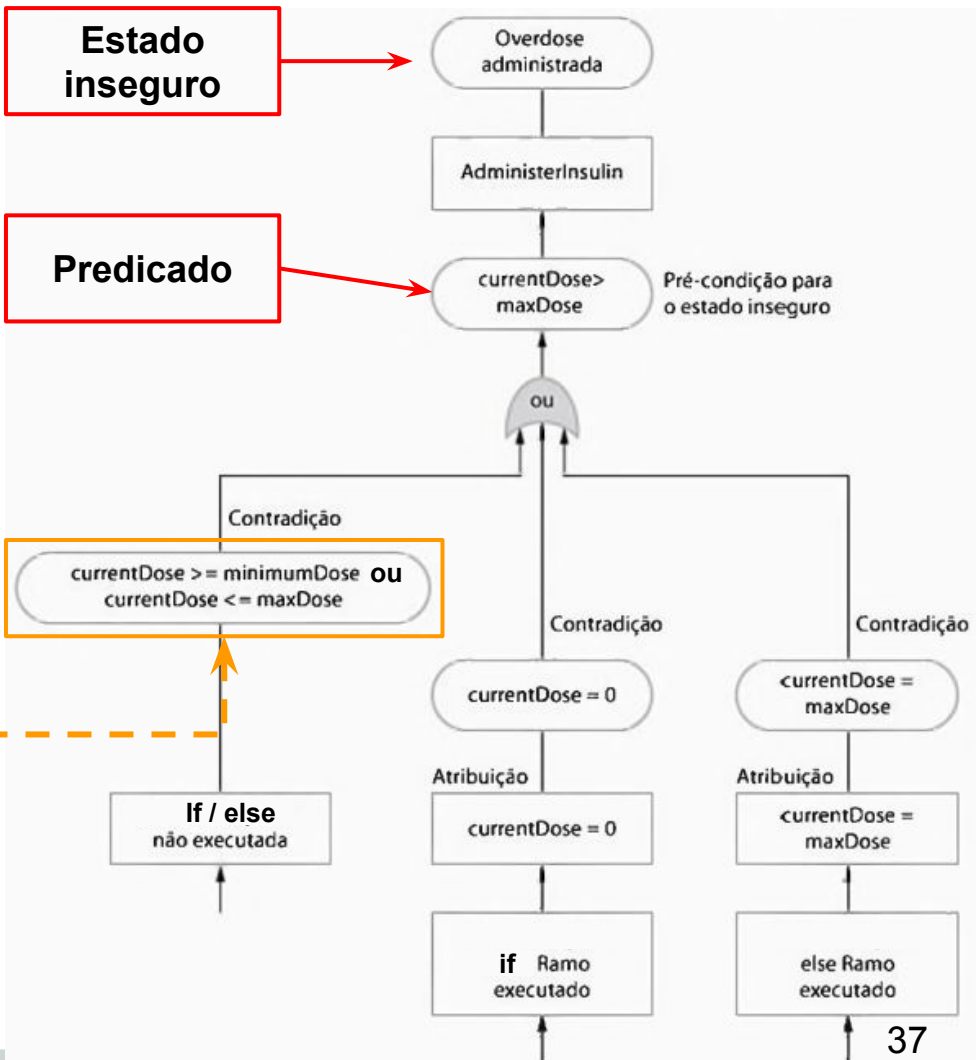 Estado
inseguro
Overdose
administrada
AdministerInsulin
Predicado
currentDose>
maxDose
Pré-condição para
o estado inseguro
ou
Contradição
currentDose >= minimumDose ou
currentDose <= maxDose
Contradição
Contradição
currentDose = 0
currentDose =
maxDose
Atribuição
Atribuição
If / else
não executada
currentDose = 0
currentDose =
maxDose
if Ramo
executado
else Ramo
executado
37